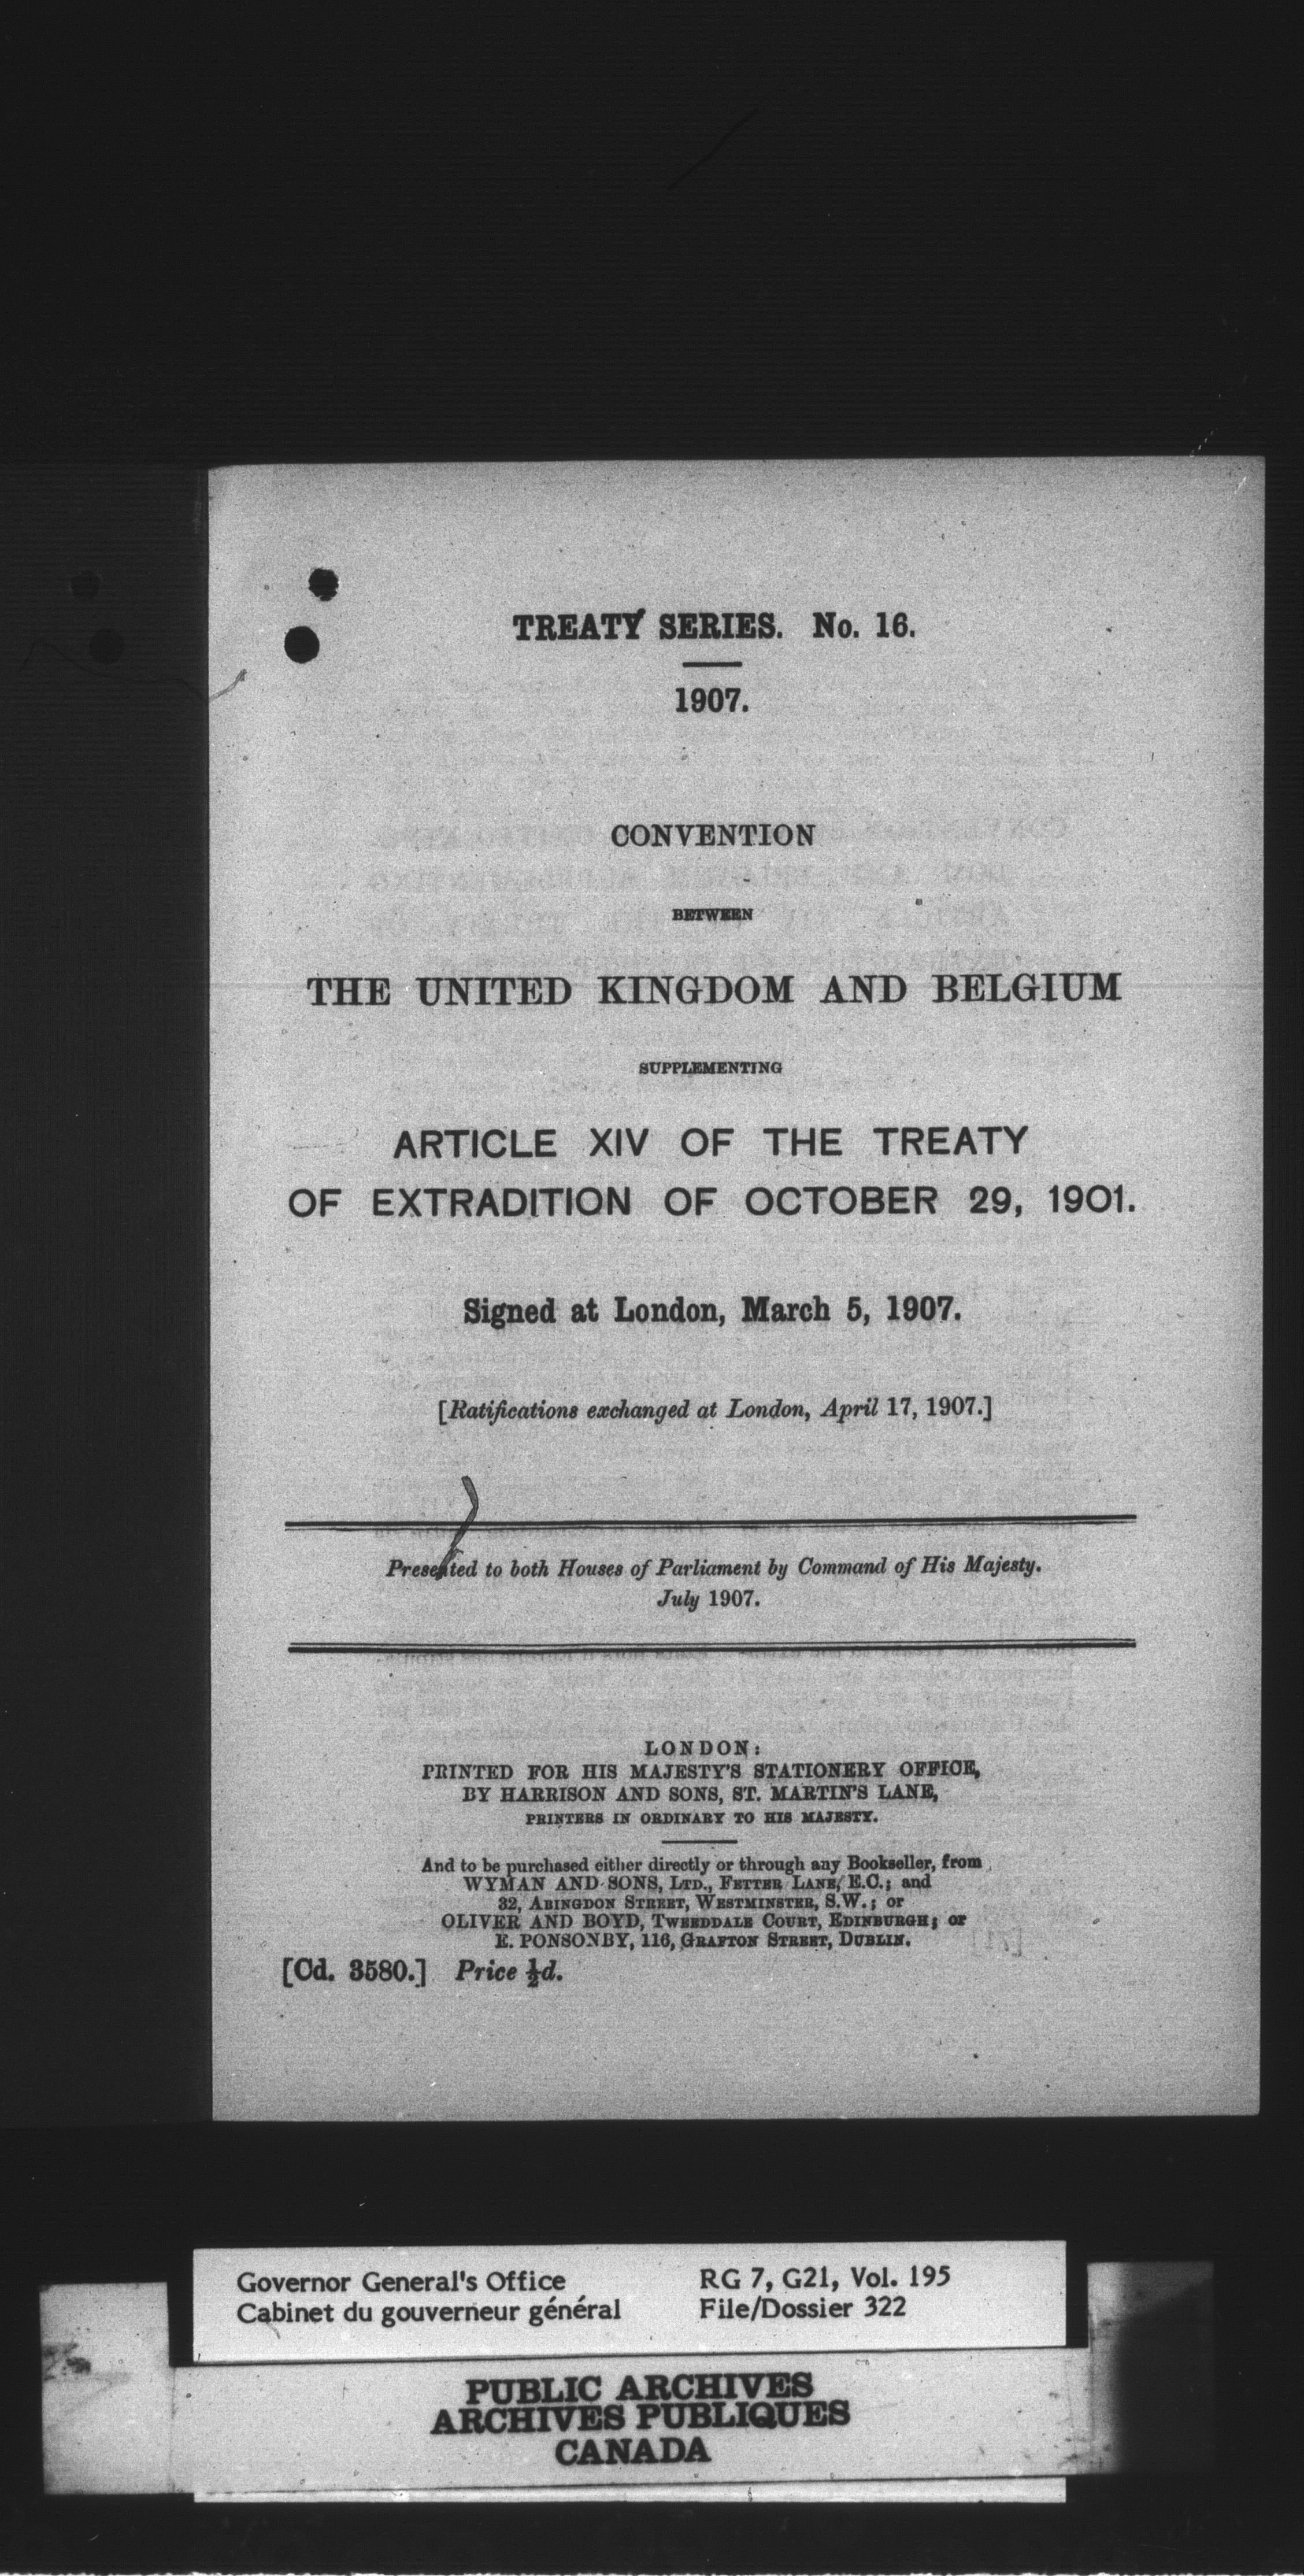 TREATY SERIES. No. 16.
1907.
CONVENTION
BETWEEN
THE UNITED KINGDOM AND BELGIUM
SUPPLEMENTING
ARTICLE XIV OF THE TREATY
OF EXTRADITION OF OCTOBER 29, 1901.
Signed at London, March 5, 1907.
[Ratifications exchanged at London, April 17, 1907.]
Presented to both Houses of Parliament by Command of His Majesty.
July 1907.
LONDON:
PRINTED FOR HIS MAJESTY'S STATIONERY OFFICE,
BY HARRISON AND SONS, ST. MARTIN'S LANE,
PRINTERS IN ORDINARY TO HIS MAJESTY.
And to be purchased either directly or through any Bookseller, from
WYMAN AND SONS, LTD., FETTER LANE, E.C.; and
32, ABINGDON STREET, WESTMINSTER, S.W.; or
OLIVER AND BOYD, TWEEDDALE COURT, EDINBURGH; or
E. PONSONBY, 116, GRAFTON STREET, DUBLIN.
[Cd. 3580.] Price ½d.
Governor General's Office RG 7, G21, Vol. 195
Cabinet du gouverneur général File/Dossier 322
PUBLIC ARCHIVES
ARCHIVES PUBLIQUES
CANADA